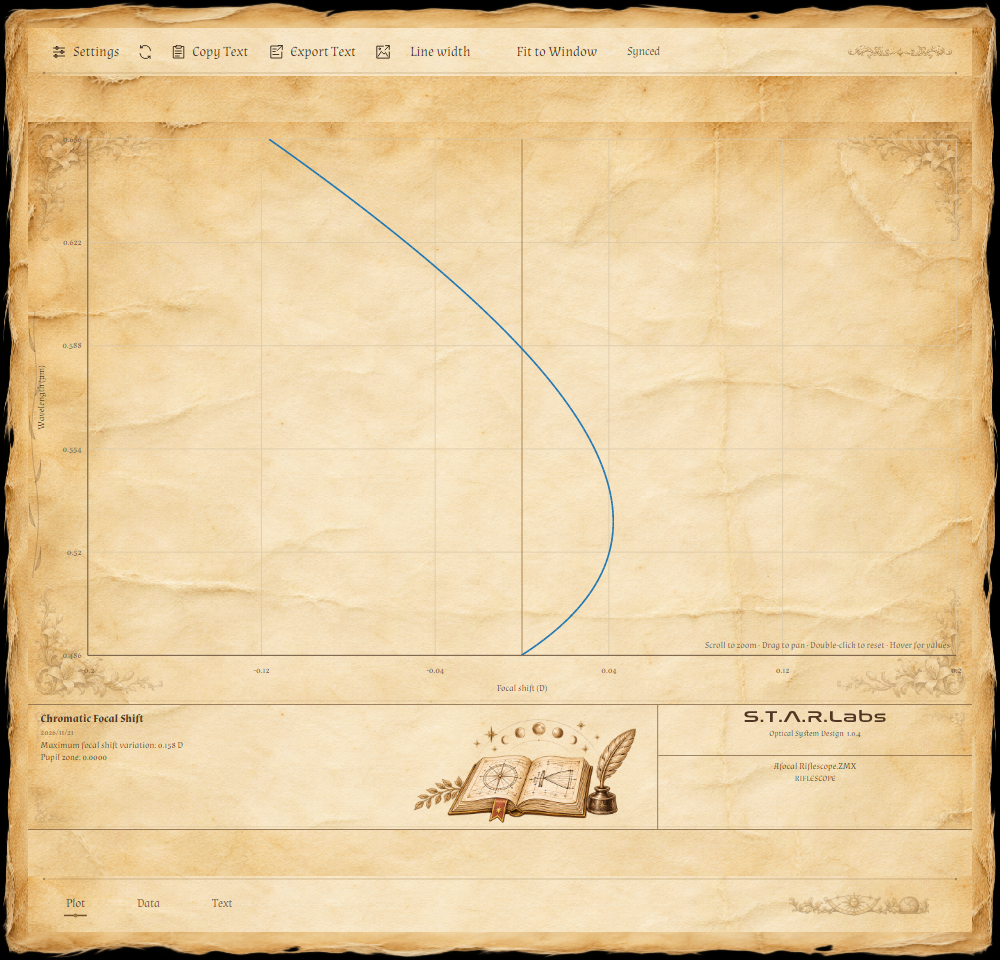 Settings Copy Text Export Text Line width Fit to Window Synced
0.656
0.622
0.588
0.554
0.52
0.486
Wavelength (µm)
Scroll to zoom · Drag to pan · Double-click to reset · Hover for values
-0.2 -0.12 -0.04 0.04 0.12 0.2
Focal shift (D)
Chromatic Focal Shift
2026/11/21
Maximum focal shift variation: 0.158 D
Pupil zone: 0.0000
S.T.A.R.Labs
Optical System Design 1.0.4
Afocal Riflescope.ZMX
RIFLESCOPE
Plot Data Text